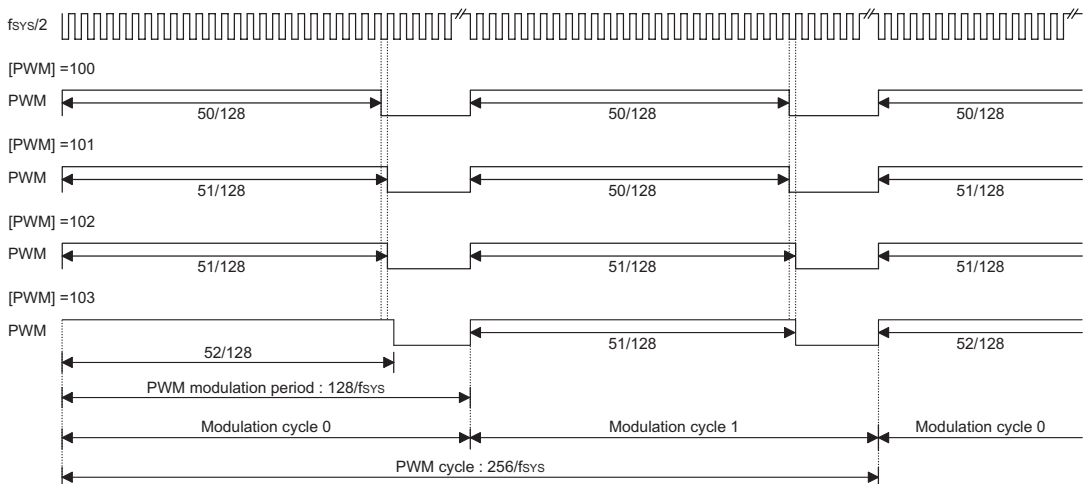 fSYS/2
[PWM] =100
PWM
50/128 50/128 50/128
[PWM] =101
PWM
51/128 50/128 51/128
[PWM] =102
PWM
51/128 51/128 51/128
[PWM] =103
PWM
52/128 51/128 52/128
PWM modulation period : 128/fSYS
Modulation cycle 0 Modulation cycle 1 Modulation cycle 0
PWM cycle : 256/fSYS